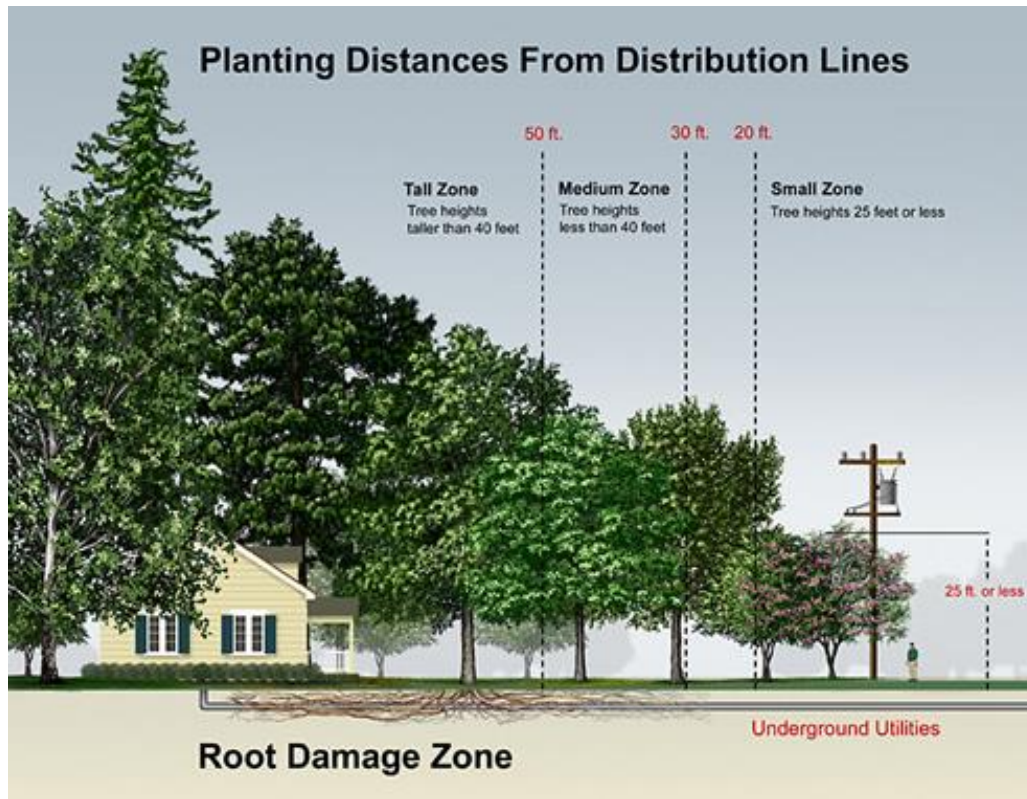 Planting Distances From Distribution Lines
50 ft.
30 ft.
20 ft.
Tall Zone
Tree heights
taller than 40 feet
Medium Zone
Tree heights
less than 40 feet
Small Zone
Tree heights 25 feet or less
25 ft. or less
Underground Utilities
Root Damage Zone